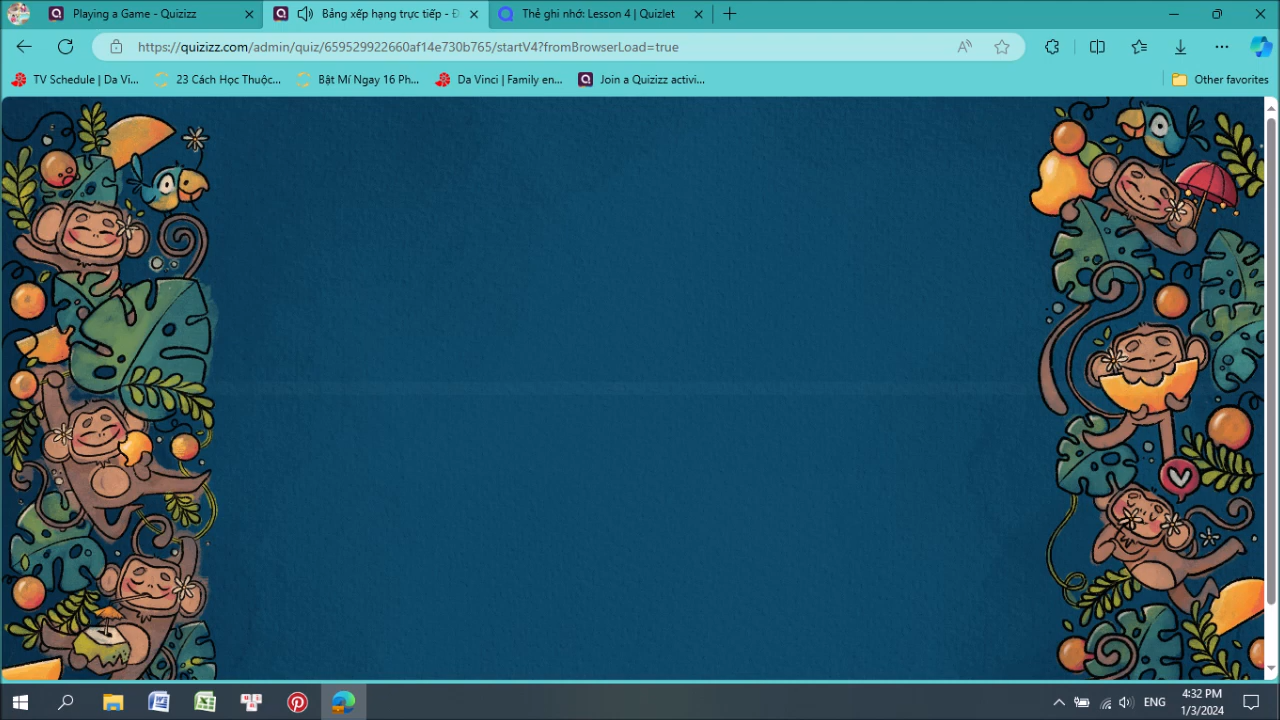 Playing a Game - Quizizz
Bảng xếp hạng trực tiếp - Đ
Thẻ ghi nhớ: Lesson 4 | Quizlet
https://quizizz.com/admin/quiz/659529922660af14e730b765/startV4?fromBrowserLoad=true
TV Schedule | Da Vi...
23 Cách Học Thuộc...
Bật Mí Ngay 16 Ph...
Da Vinci | Family en...
Join a Quizizz activi...
Other favorites
ENG
4:32 PM
1/3/2024